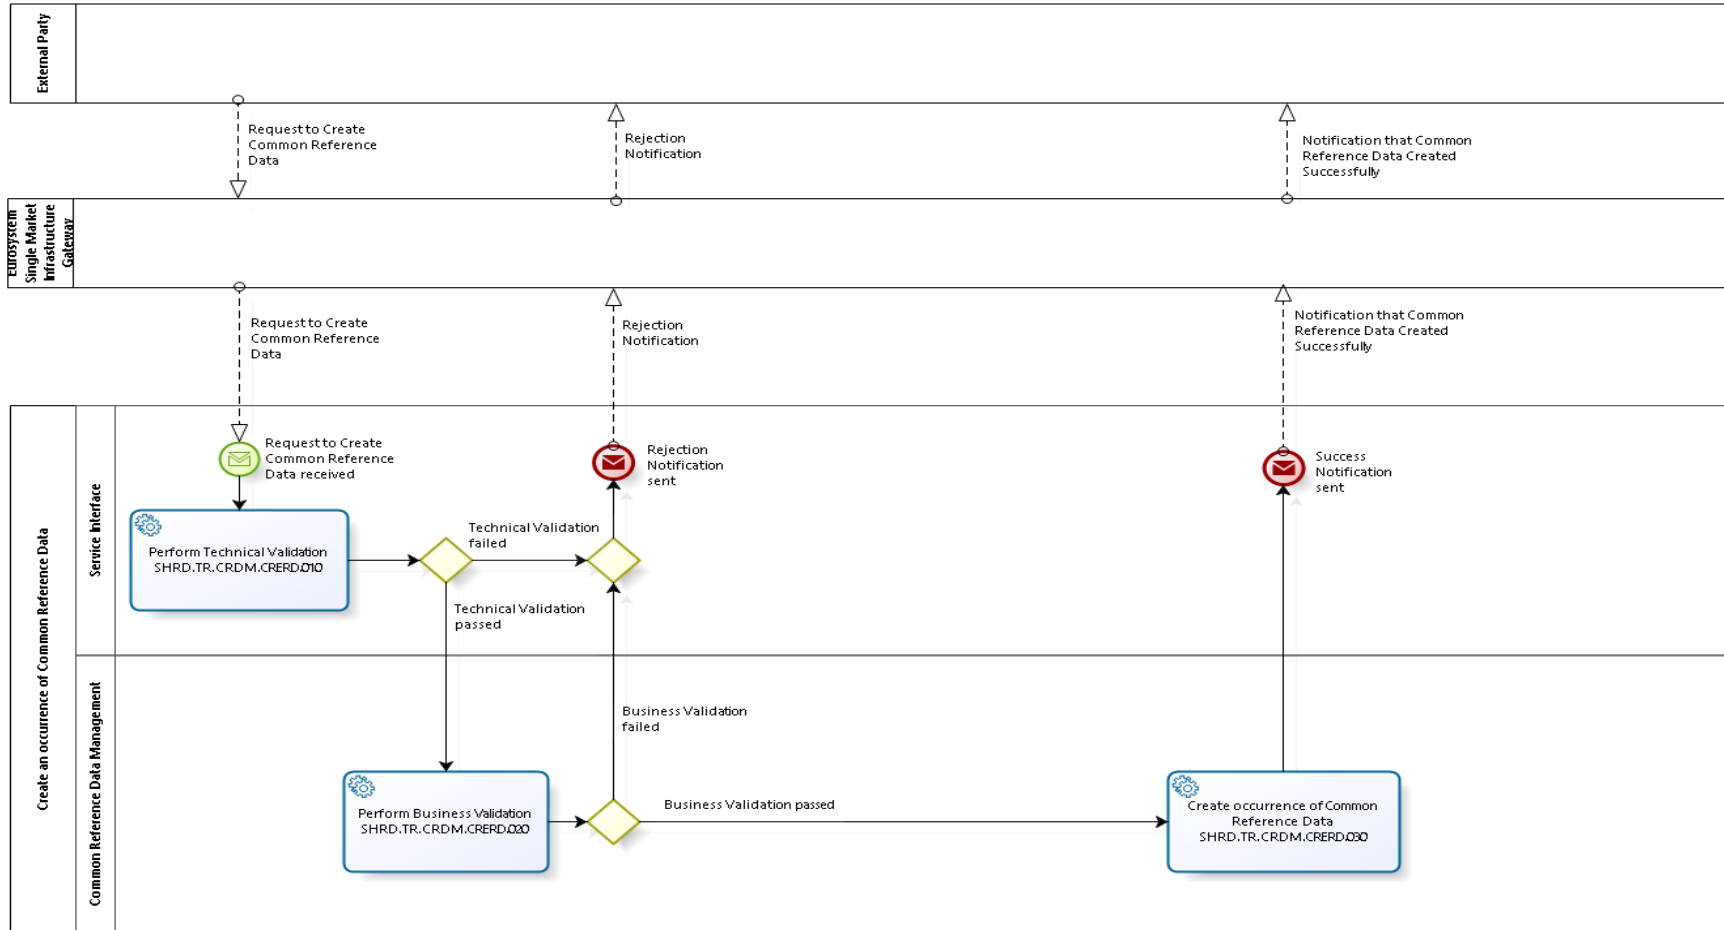 External Party
Request to Create
Common Reference
Data
Rejection
Notification
Notification that Common
Reference Data Created
Successfully
Eurosystem
Single Market
Infrastructure
Gateway
Request to Create
Common Reference
Data
Rejection
Notification
Notification that Common
Reference Data Created
Successfully
Create an occurrence of Common Reference Data
Service Interface
Request to Create
Common Reference
Data received
Rejection
Notification
sent
Success
Notification
sent
Perform Technical Validation
SHRD.TR.CRDM.CRERD.010
Technical Validation
failed
Technical Validation
passed
Common Reference Data Management
Business Validation
failed
Perform Business Validation
SHRD.TR.CRDM.CRERD.020
Business Validation passed
Create occurrence of Common
Reference Data
SHRD.TR.CRDM.CRERD.030